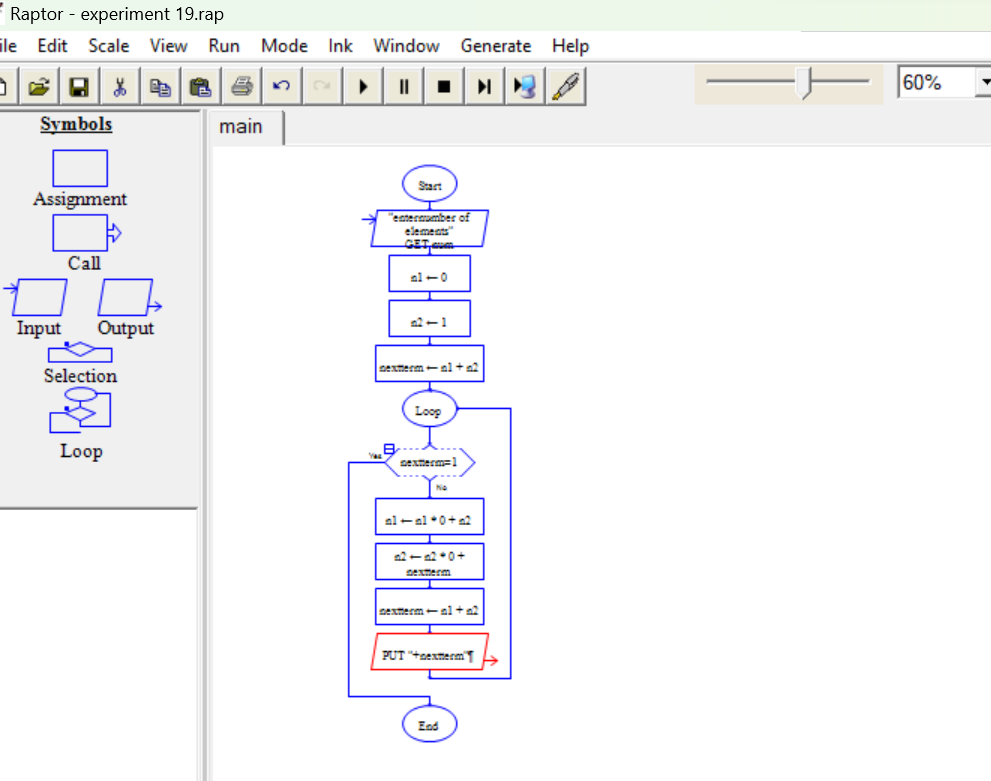 Raptor - experiment 19.rap
ile Edit Scale View Run Mode Ink Window Generate Help
60%
Symbols
main
Assignment
Call
Input Output
Selection
Loop
Start
"enternumber of
elements"
GET num
n1 ← 0
n2 ← 1
nextterm ← n1 + n2
Loop
Yes
nextterm=1
No
n1 ← n1 * 0 + n2
n2 ← n2 * 0 +
nextterm
nextterm ← n1 + n2
PUT "+nextterm"¶
End